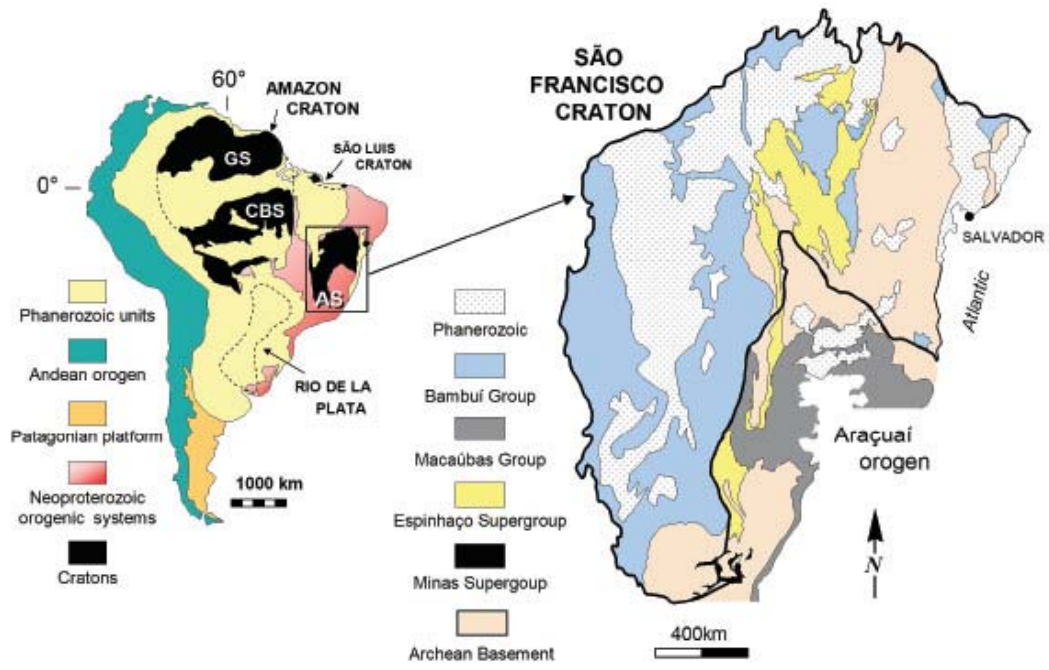 60°
AMAZON
CRATON
GS
SÃO LUIS
CRATON
0°
CBS
AS
RIO DE LA
PLATA
1000 km
Phanerozoic units
Andean orogen
Patagonian platform
Neoproterozoic
orogenic systems
Cratons
SÃO
FRANCISCO
CRATON
SALVADOR
Atlantic
Araçuaí
orogen
N
Phanerozoic
Bambuí Group
Macaúbas Group
Espinhaço Supergroup
Minas Supergoup
Archean Basement
400km